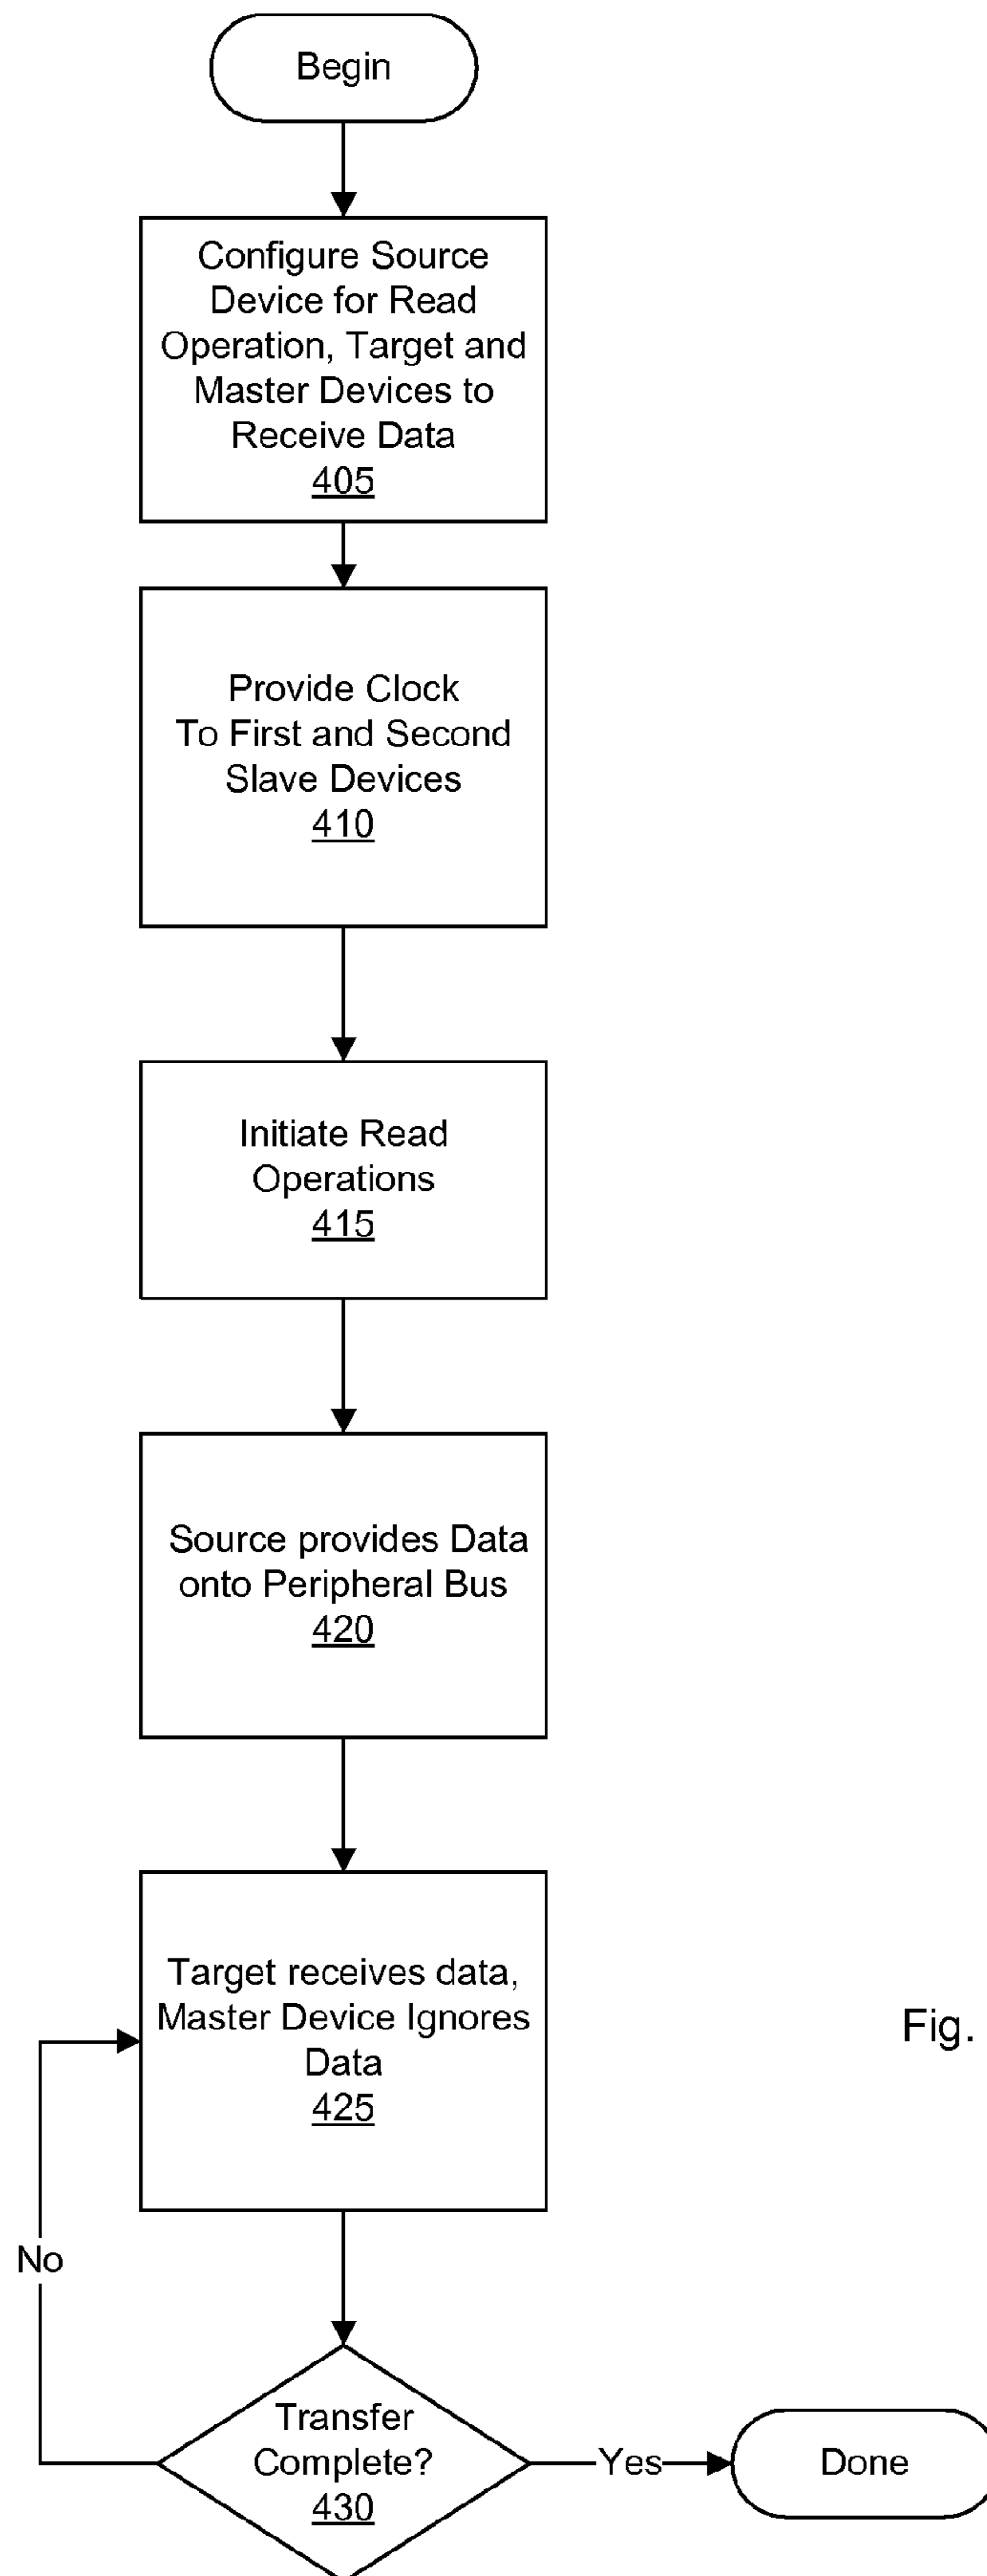 Begin
Configure Source
Device for Read
Operation, Target and
Master Devices to
Receive Data
405
Provide Clock
To First and Second
Slave Devices
410
Initiate Read
Operations
415
Source provides Data
onto Peripheral Bus
420
Target receives data,
Master Device Ignores
Data
425
Fig.
No
Transfer
Complete?
430
Yes
Done